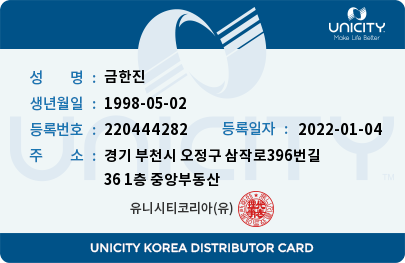 UNICITY
Make Life Better
성 명 : 금한진
생년월일 : 1998-05-02
등록번호 : 220444282 등록일자 : 2022-01-04
주 소 : 경기 부천시 오정구 삼작로396번길
36 1층 중앙부동산
유니시티코리아(유)
UNICITY TM
UNICITY KOREA DISTRIBUTOR CARD